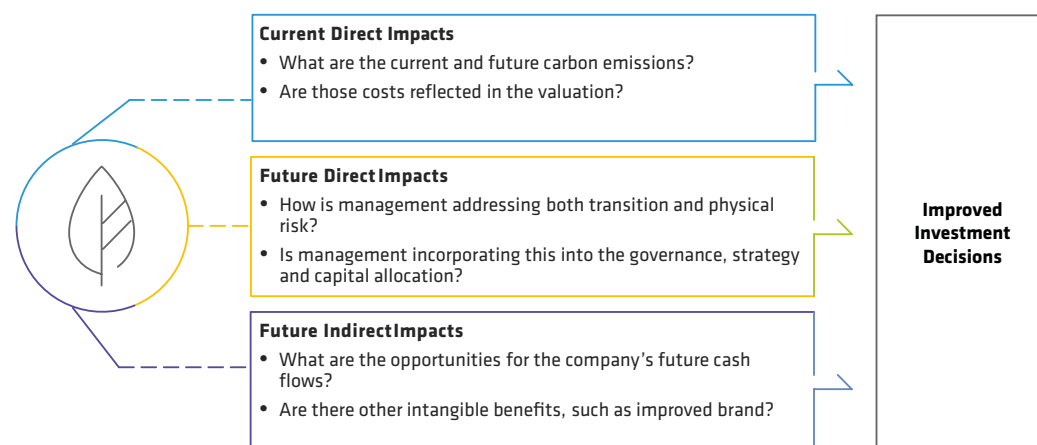 Current Direct Impacts
• What are the current and future carbon emissions?
• Are those costs reflected in the valuation?
Future Direct Impacts
• How is management addressing both transition and physical
risk?
• Is management incorporating this into the governance, strategy
and capital allocation?
Future Indirect Impacts
• What are the opportunities for the company's future cash
flows?
• Are there other intangible benefits, such as improved brand?
Improved
Investment
Decisions